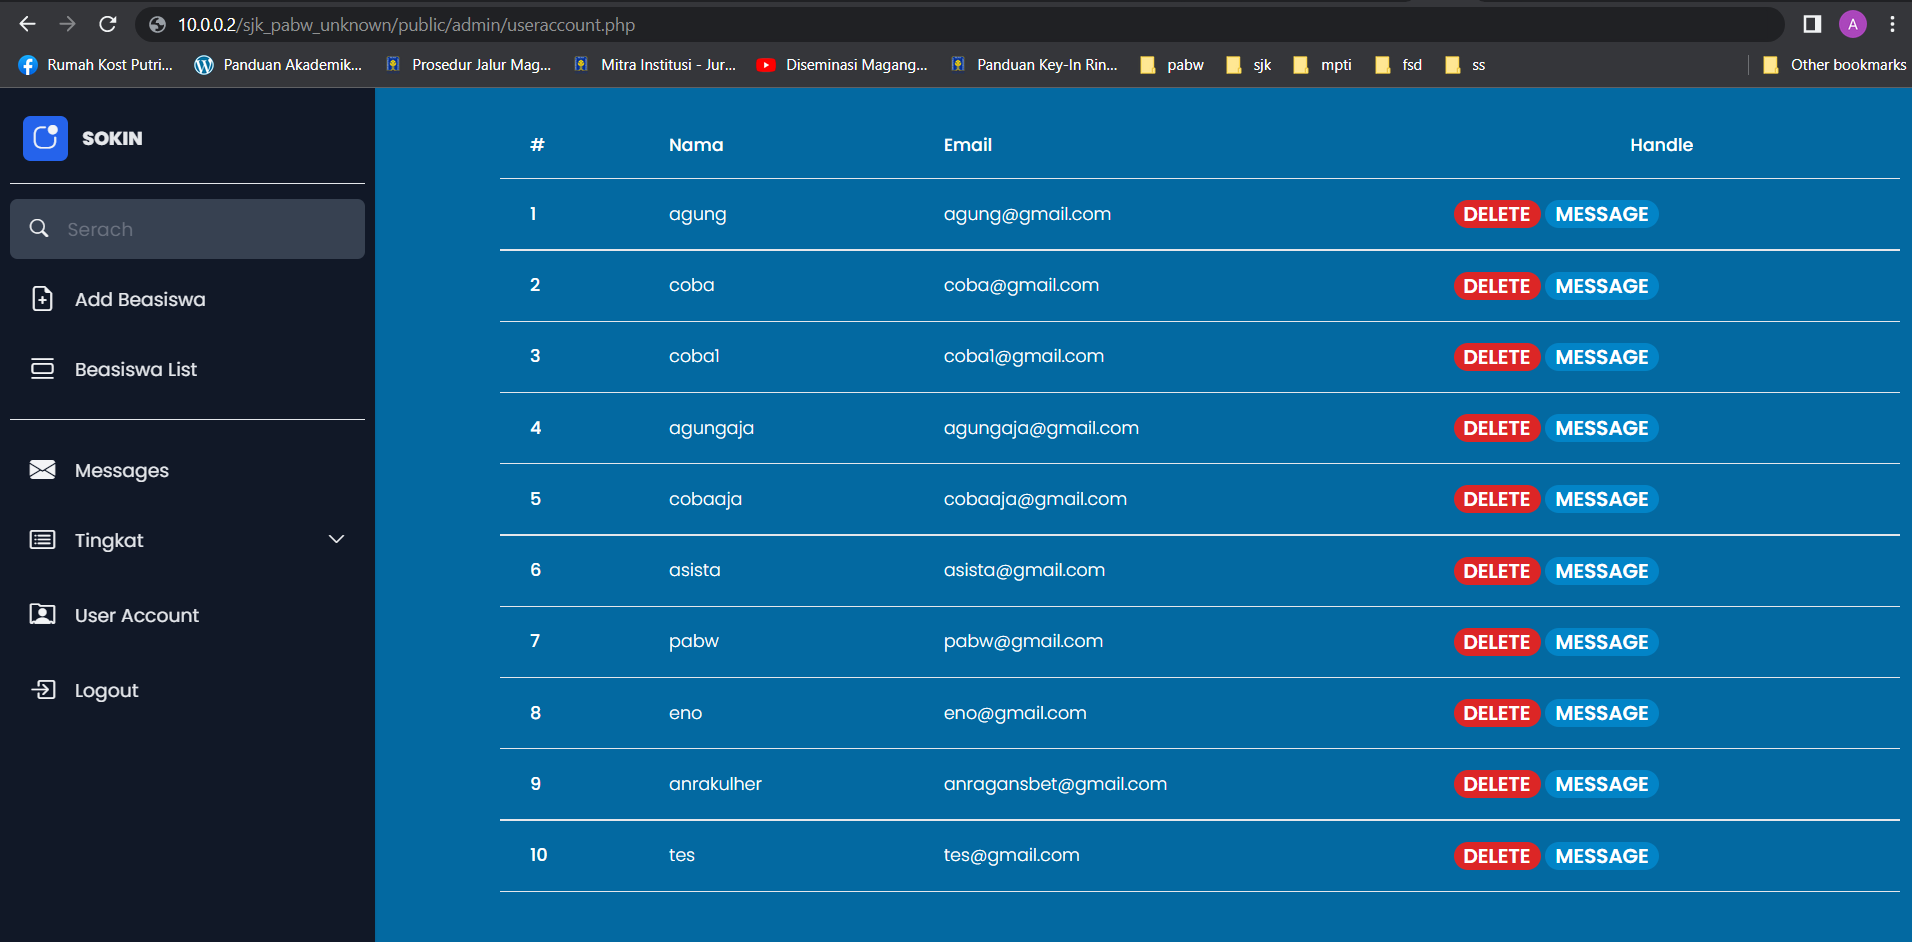 10.0.0.2/sjk_pabw_unknown/public/admin/useraccount.php
A
Rumah Kost Putri... Panduan Akademik... Prosedur Jalur Mag... Mitra Institusi - Jur... Diseminasi Magang... Panduan Key-In Rin... pabw sjk mpti fsd ss Other bookmarks
SOKIN
Serach
Add Beasiswa
Beasiswa List
Messages
Tingkat
User Account
Logout
# Nama Email Handle
1 agung agung@gmail.com DELETE MESSAGE
2 coba coba@gmail.com DELETE MESSAGE
3 coba1 coba1@gmail.com DELETE MESSAGE
4 agungaja agungaja@gmail.com DELETE MESSAGE
5 cobaaja cobaaja@gmail.com DELETE MESSAGE
6 asista asista@gmail.com DELETE MESSAGE
7 pabw pabw@gmail.com DELETE MESSAGE
8 eno eno@gmail.com DELETE MESSAGE
9 anrakulher anragansbet@gmail.com DELETE MESSAGE
10 tes tes@gmail.com DELETE MESSAGE